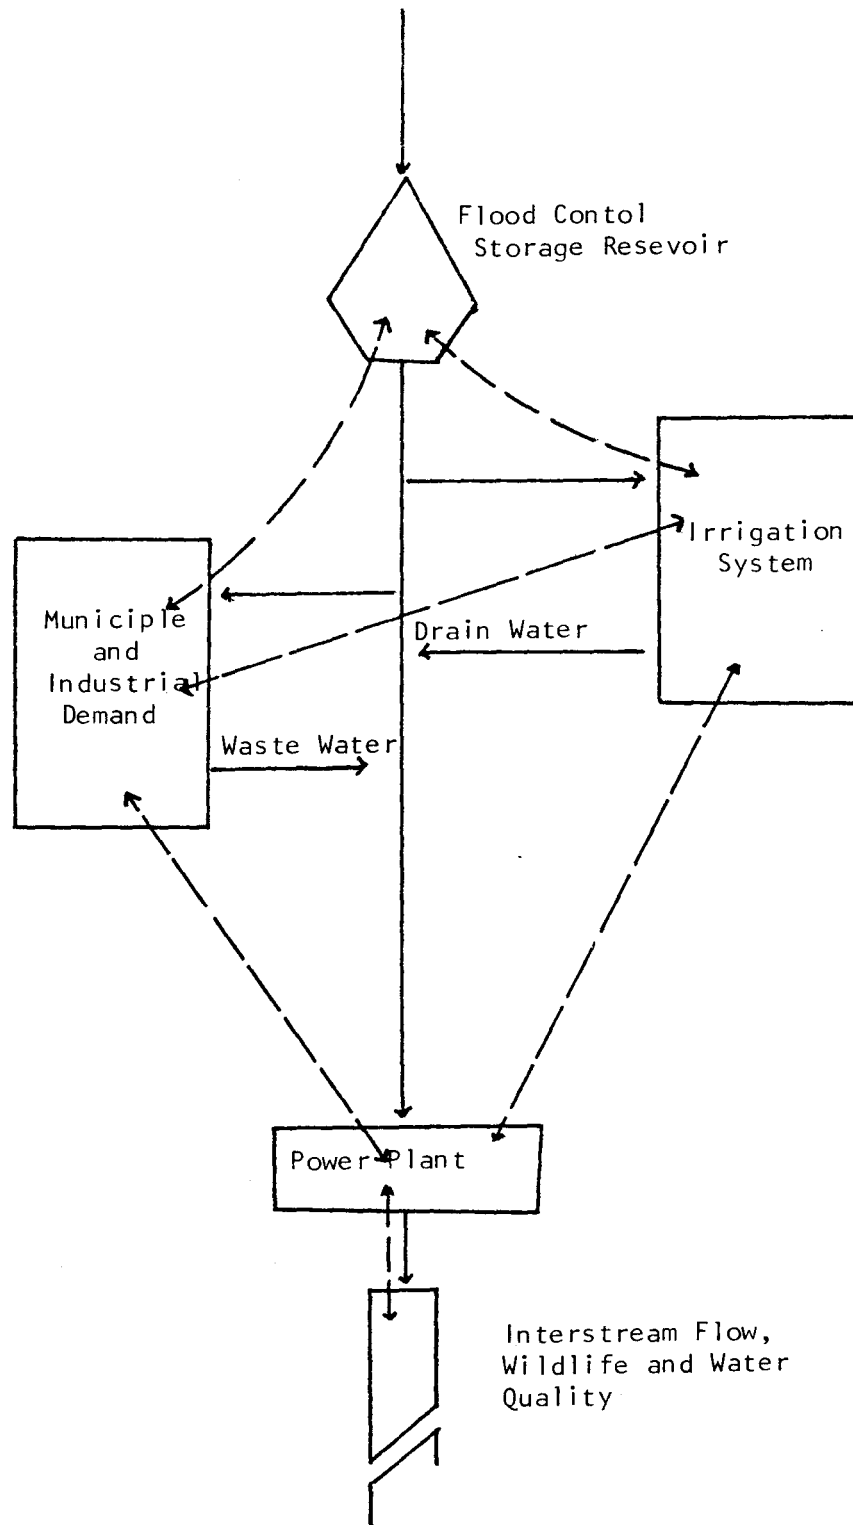 Flood Contol
Storage Resevoir
Irrigation
System
Municiple
and
Industrial
Demand
Drain Water
Waste Water
Power Plant
Interstream Flow,
Wildlife and Water
Quality